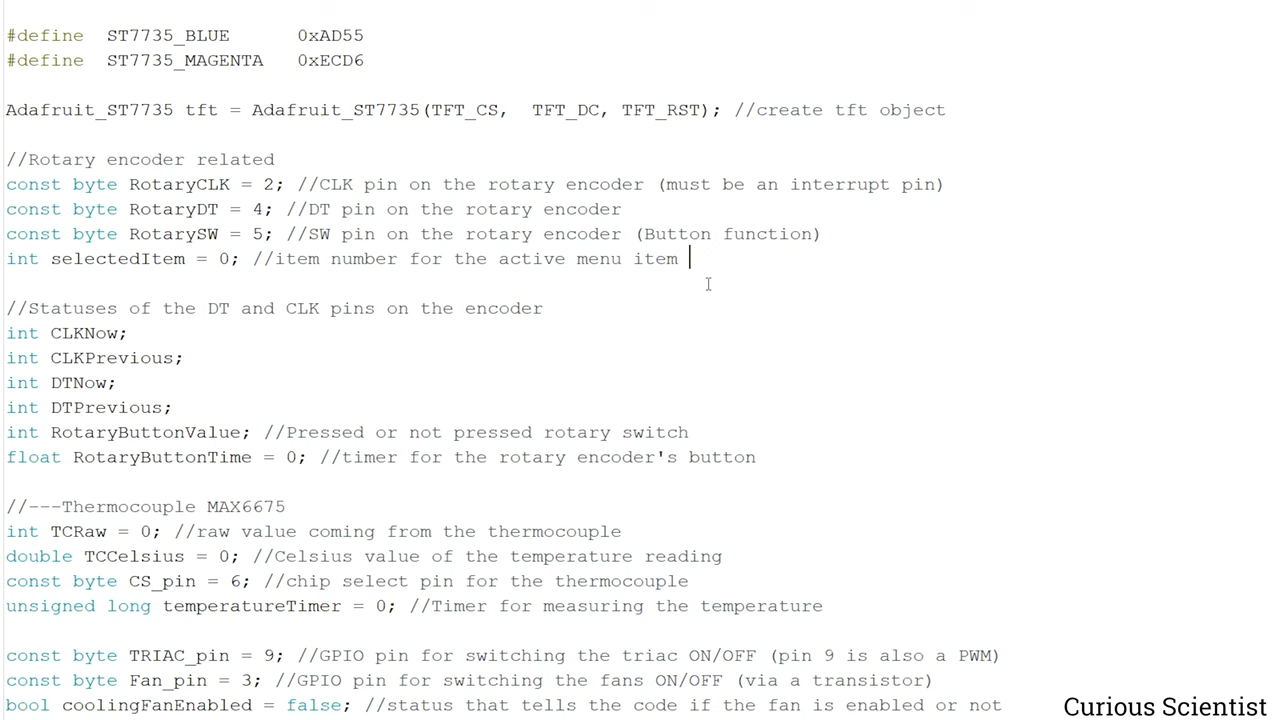 #define ST7735_BLUE 0xAD55
#define ST7735_MAGENTA 0xECD6
Adafruit_ST7735 tft = Adafruit_ST7735(TFT_CS, TFT_DC, TFT_RST); //create tft object
//Rotary encoder related
const byte RotaryCLK = 2; //CLK pin on the rotary encoder (must be an interrupt pin)
const byte RotaryDT = 4; //DT pin on the rotary encoder
const byte RotarySW = 5; //SW pin on the rotary encoder (Button function)
int selectedItem = 0; //item number for the active menu item
//Statuses of the DT and CLK pins on the encoder
int CLKNow;
int CLKPrevious;
int DTNow;
int DTPrevious;
int RotaryButtonValue; //Pressed or not pressed rotary switch
float RotaryButtonTime = 0; //timer for the rotary encoder's button
//---Thermocouple MAX6675
int TCRaw = 0; //raw value coming from the thermocouple
double TCCelsius = 0; //Celsius value of the temperature reading
const byte CS_pin = 6; //chip select pin for the thermocouple
unsigned long temperatureTimer = 0; //Timer for measuring the temperature
const byte TRIAC_pin = 9; //GPIO pin for switching the triac ON/OFF (pin 9 is also a PWM)
const byte Fan_pin = 3; //GPIO pin for switching the fans ON/OFF (via a transistor)
bool coolingFanEnabled = false; //status that tells the code if the fan is enabled or not
Curious Scientist